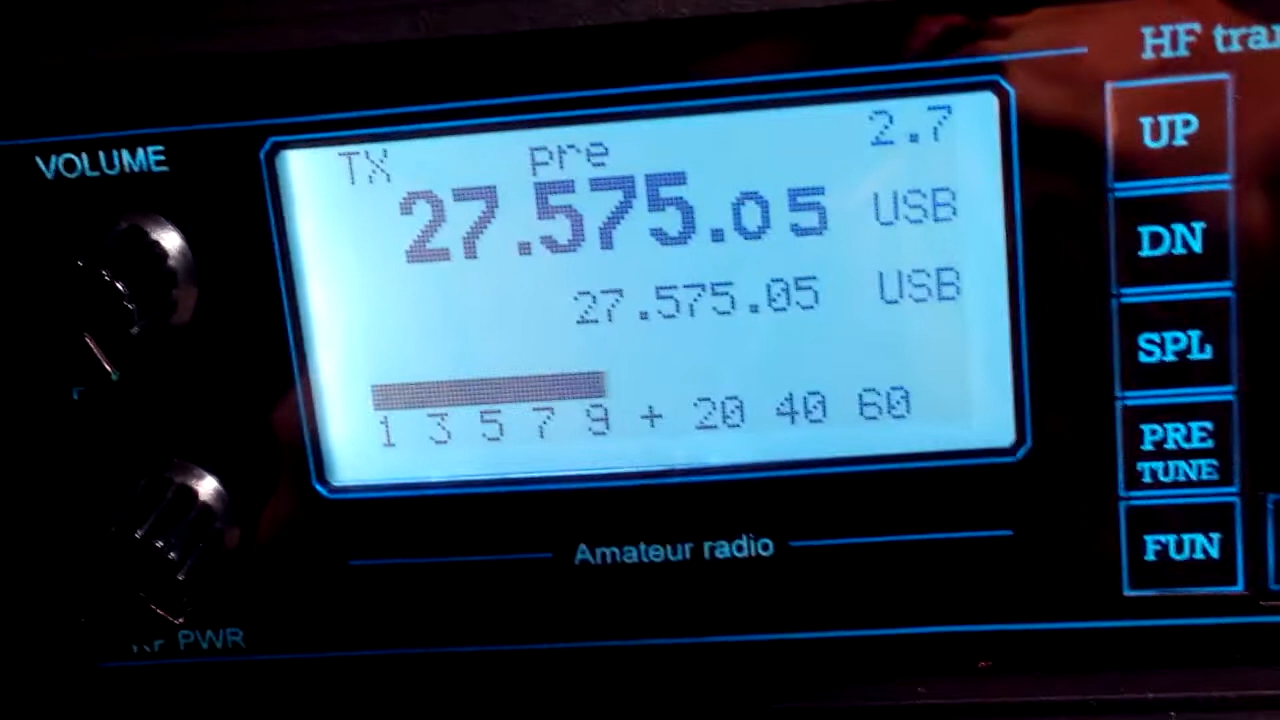 HF
VOLUME
TX pre 2.7
27.575.05 USB
27.575.05 USB
1 3 5 7 9 + 20 40 60
UP
DN
SPL
PRE
TUNE
FUN
Amateur radio
PWR